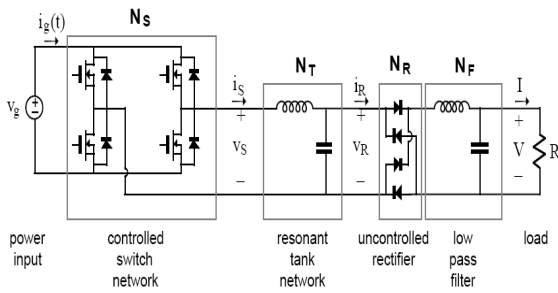 i_g(t) N_S
N_T N_R N_F
i_S i_R I
v_g + −
+ v_S −
+ v_R −
+ V − R
power input
controlled switch network
resonant tank network
uncontrolled rectifier
low pass filter
load